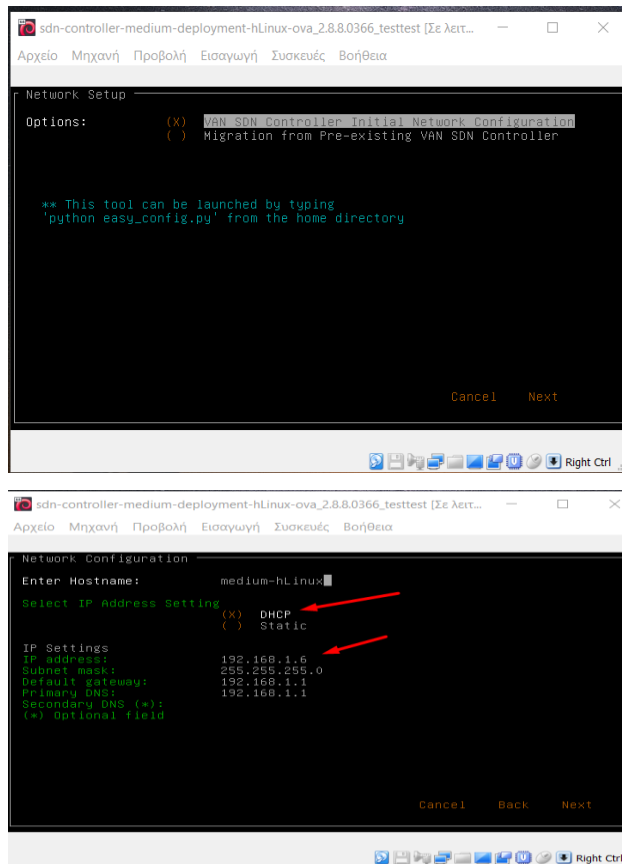 sdn-controller-medium-deployment-hLinux-ova_2.8.8.0366_testtest [Σε λειτ...
Αρχείο Μηχανή Προβολή Εισαγωγή Συσκευές Βοήθεια
Network Setup
Options: (X) VAN SDN Controller Initial Network Configuration
( ) Migration from Pre-existing VAN SDN Controller
** This tool can be launched by typing
'python easy_config.py' from the home directory
Cancel Next
Right Ctrl
sdn-controller-medium-deployment-hLinux-ova_2.8.8.0366_testtest [Σε λειτ...
Αρχείο Μηχανή Προβολή Εισαγωγή Συσκευές Βοήθεια
Network Configuration
Enter Hostname: medium-hLinux
Select IP Address Setting
(X) DHCP
( ) Static
IP Settings
IP address: 192.168.1.6
Subnet mask: 255.255.255.0
Default gateway: 192.168.1.1
Primary DNS: 192.168.1.1
Secondary DNS (*):
(*) Optional field
Cancel Back Next
Right Ctrl